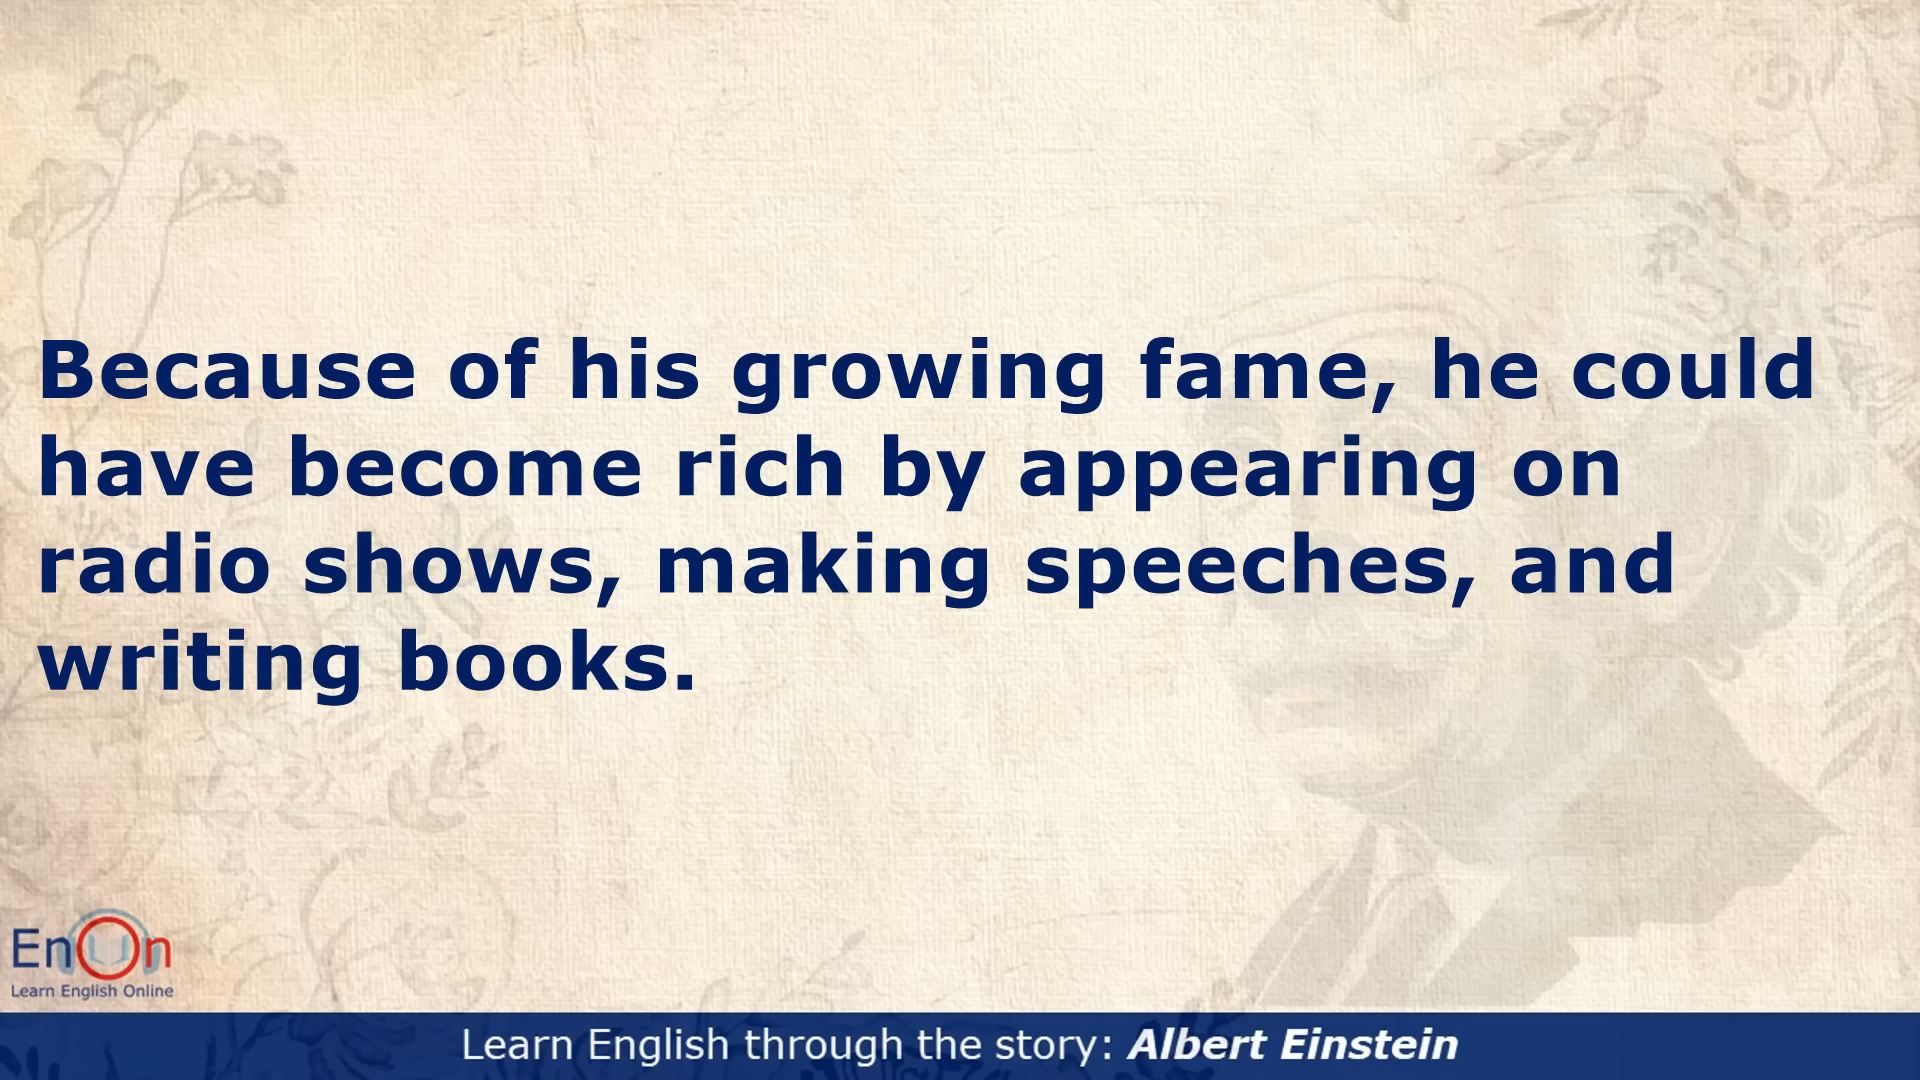 Because of his growing fame, he could
have become rich by appearing on
radio shows, making speeches, and
writing books.
EnOn
Learn English Online
Learn English through the story: Albert Einstein